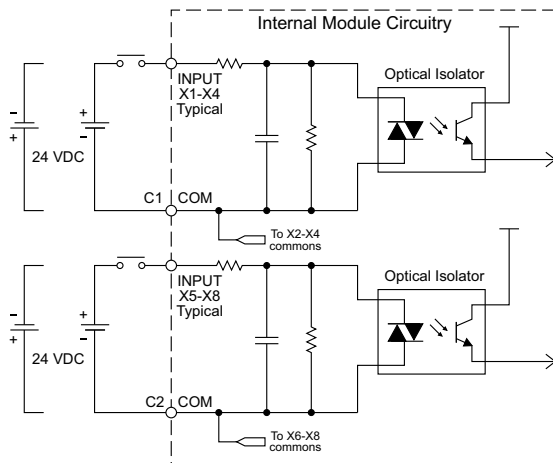 Internal Module Circuitry
INPUT
X1-X4
Typical
Optical Isolator
-
+
+
-
24 VDC
C1
COM
To X2-X4
commons
INPUT
X5-X8
Typical
Optical Isolator
-
+
+
-
24 VDC
C2
COM
To X6-X8
commons